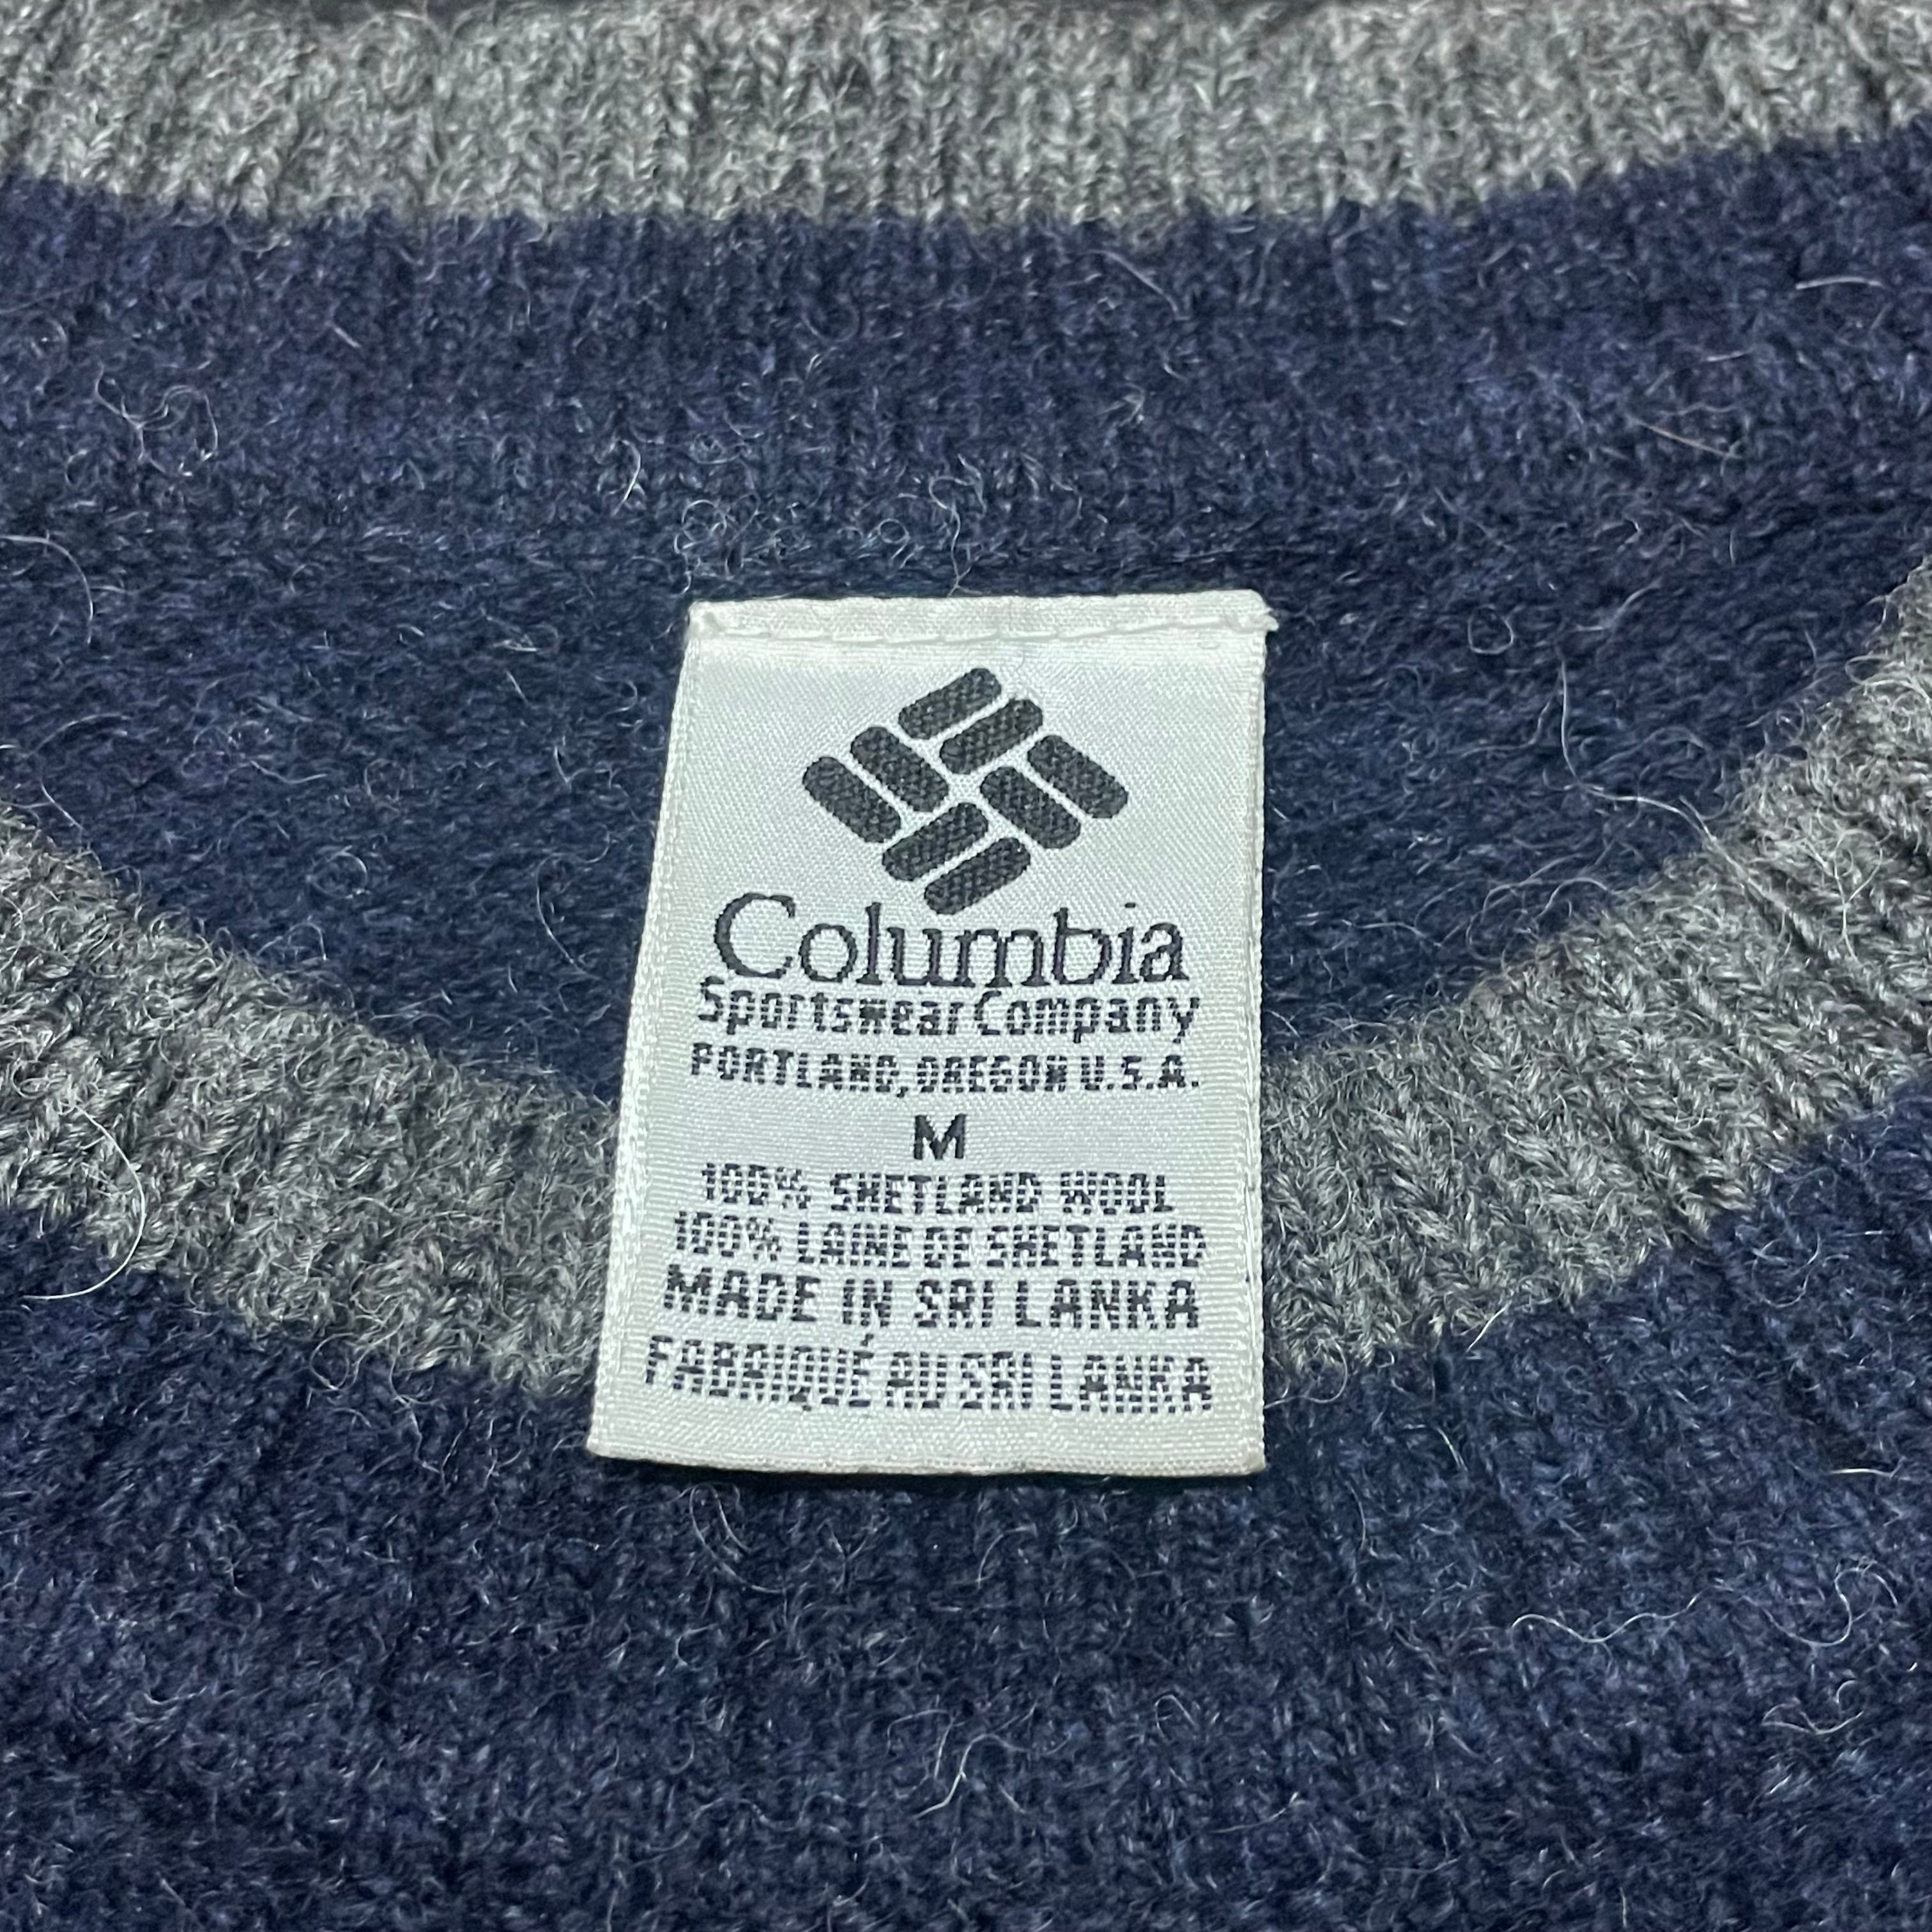 Columbia
Sportswear Company
PORTLAND, OREGON U.S.A.
M
100% SHETLAND WOOL
100% LAINE DE SHETLAND
MADE IN SRI LANKA
FABRIQUÉ AU SRI LANKA